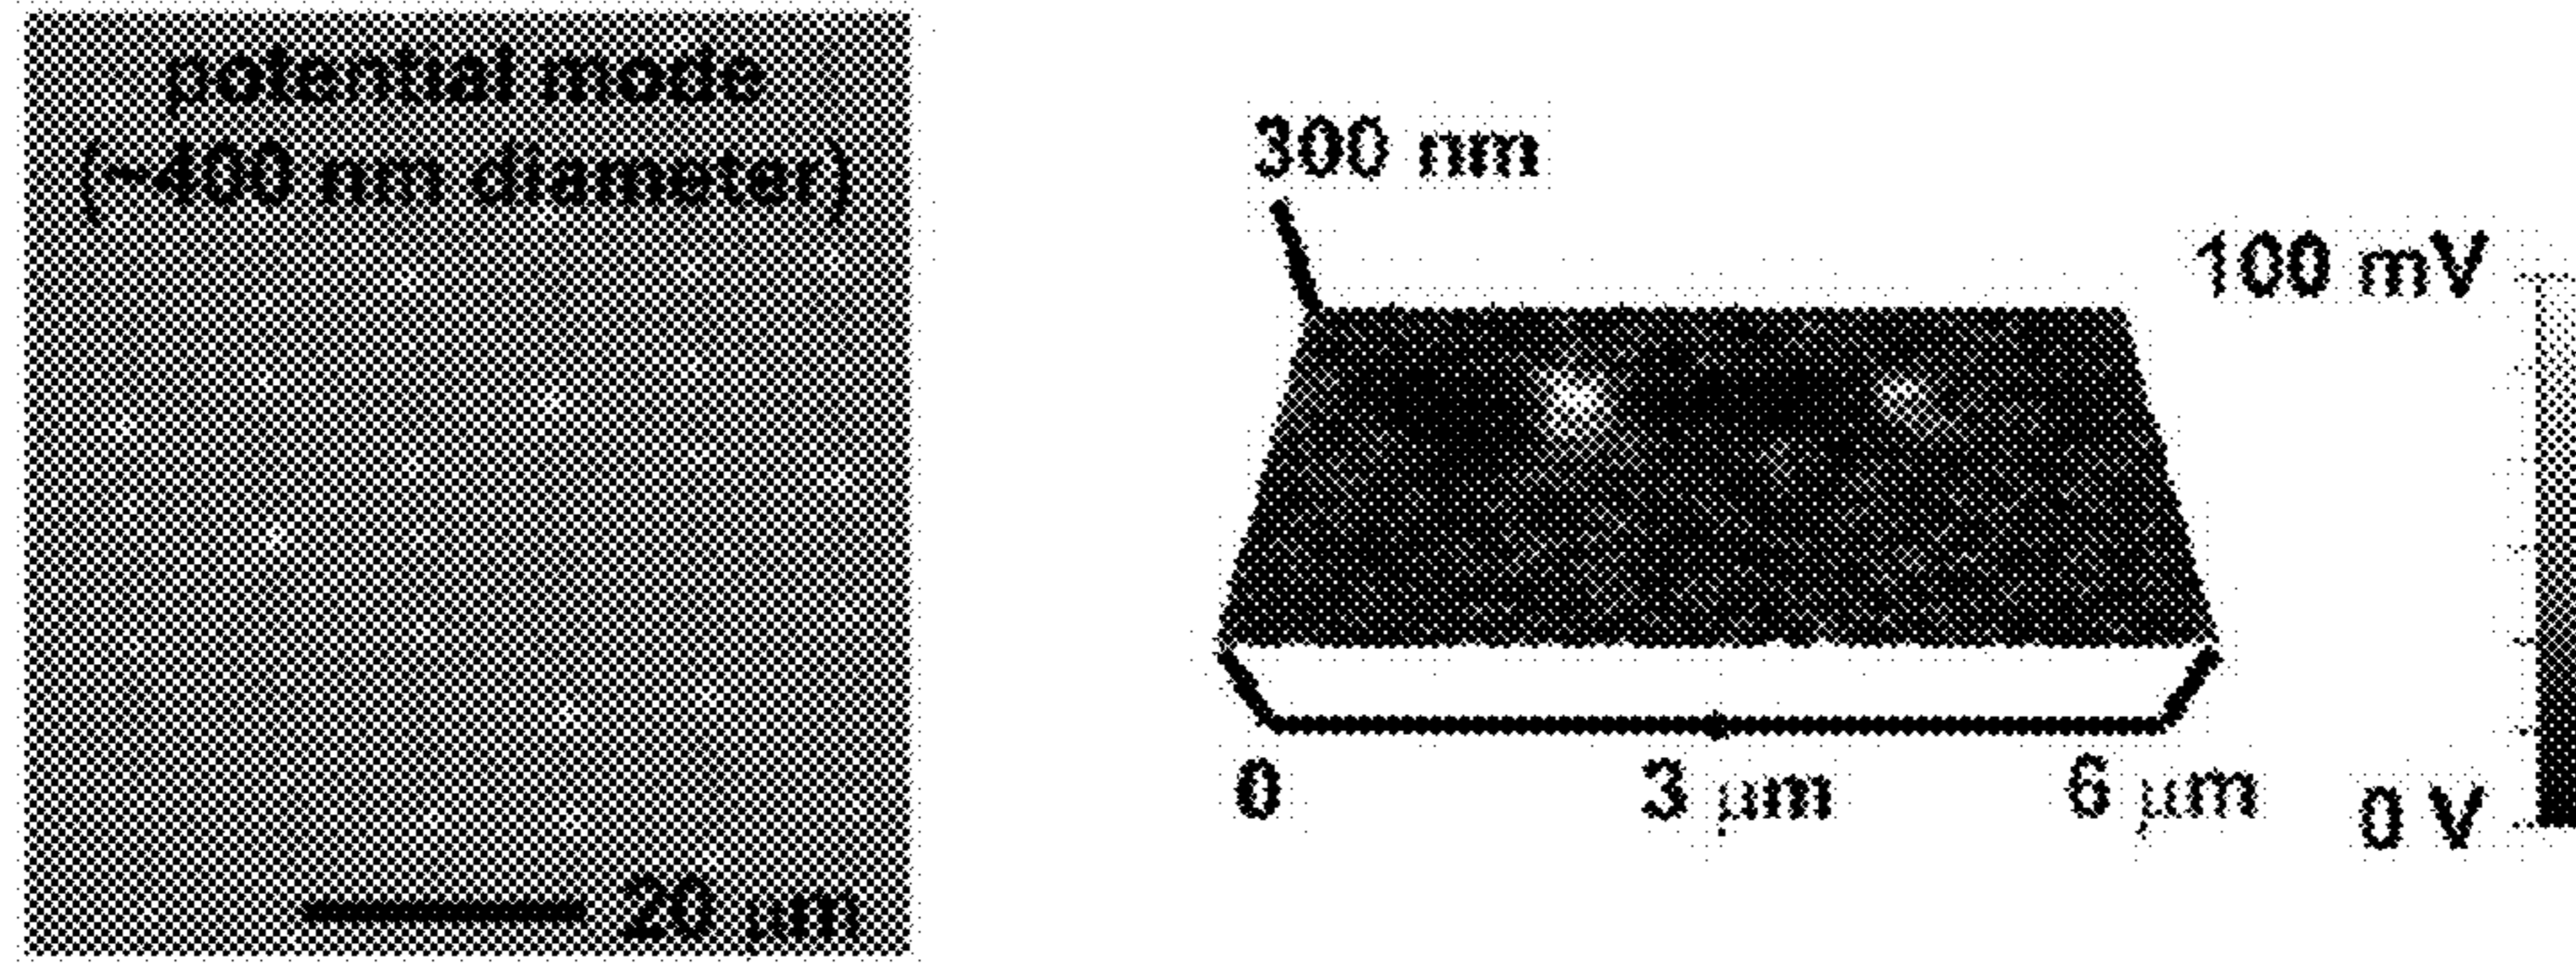 potential mode
(~400 nm diameter)
20 μm
300 nm
100 mV
0
3 μm
6 μm
0 V